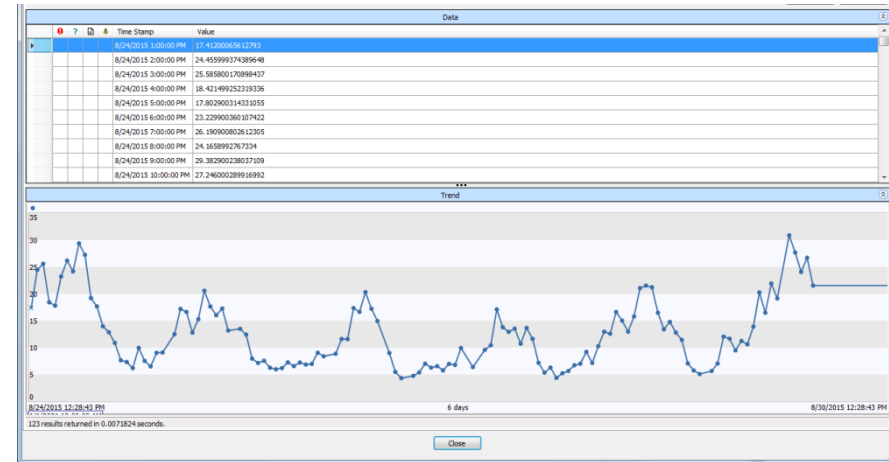 Data
Time Stamp Value
8/24/2015 1:00:00 PM 17.41200065612793
8/24/2015 2:00:00 PM 24.455999374389648
8/24/2015 3:00:00 PM 25.585800170898437
8/24/2015 4:00:00 PM 18.421499252319336
8/24/2015 5:00:00 PM 17.802900314331055
8/24/2015 6:00:00 PM 23.229900360107422
8/24/2015 7:00:00 PM 26.190900802612305
8/24/2015 8:00:00 PM 24.1658992767334
8/24/2015 9:00:00 PM 29.382900238037109
8/24/2015 10:00:00 PM 27.246000289916992
Trend
35
30
25
20
15
10
5
0
8/24/2015 12:28:43 PM 6 days 8/30/2015 12:28:43 PM
123 results returned in 0.0071824 seconds.
Close